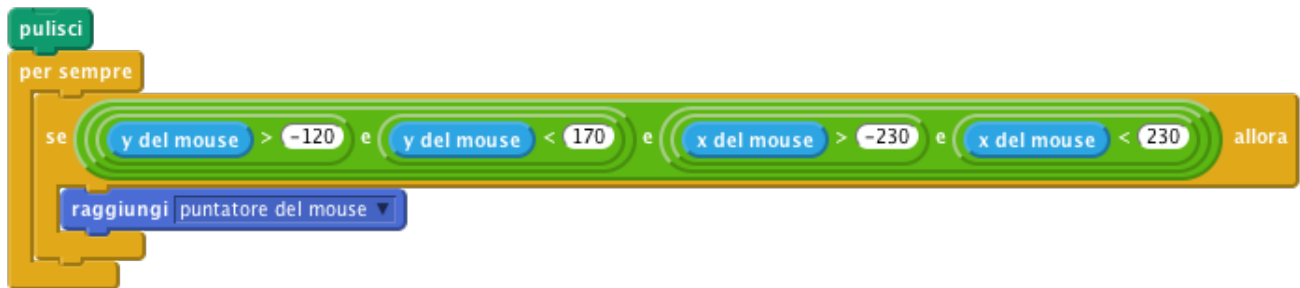 pulisci
per sempre
se y del mouse > -120 e y del mouse < 170 e x del mouse > -230 e x del mouse < 230 allora
raggiungi puntatore del mouse ▼